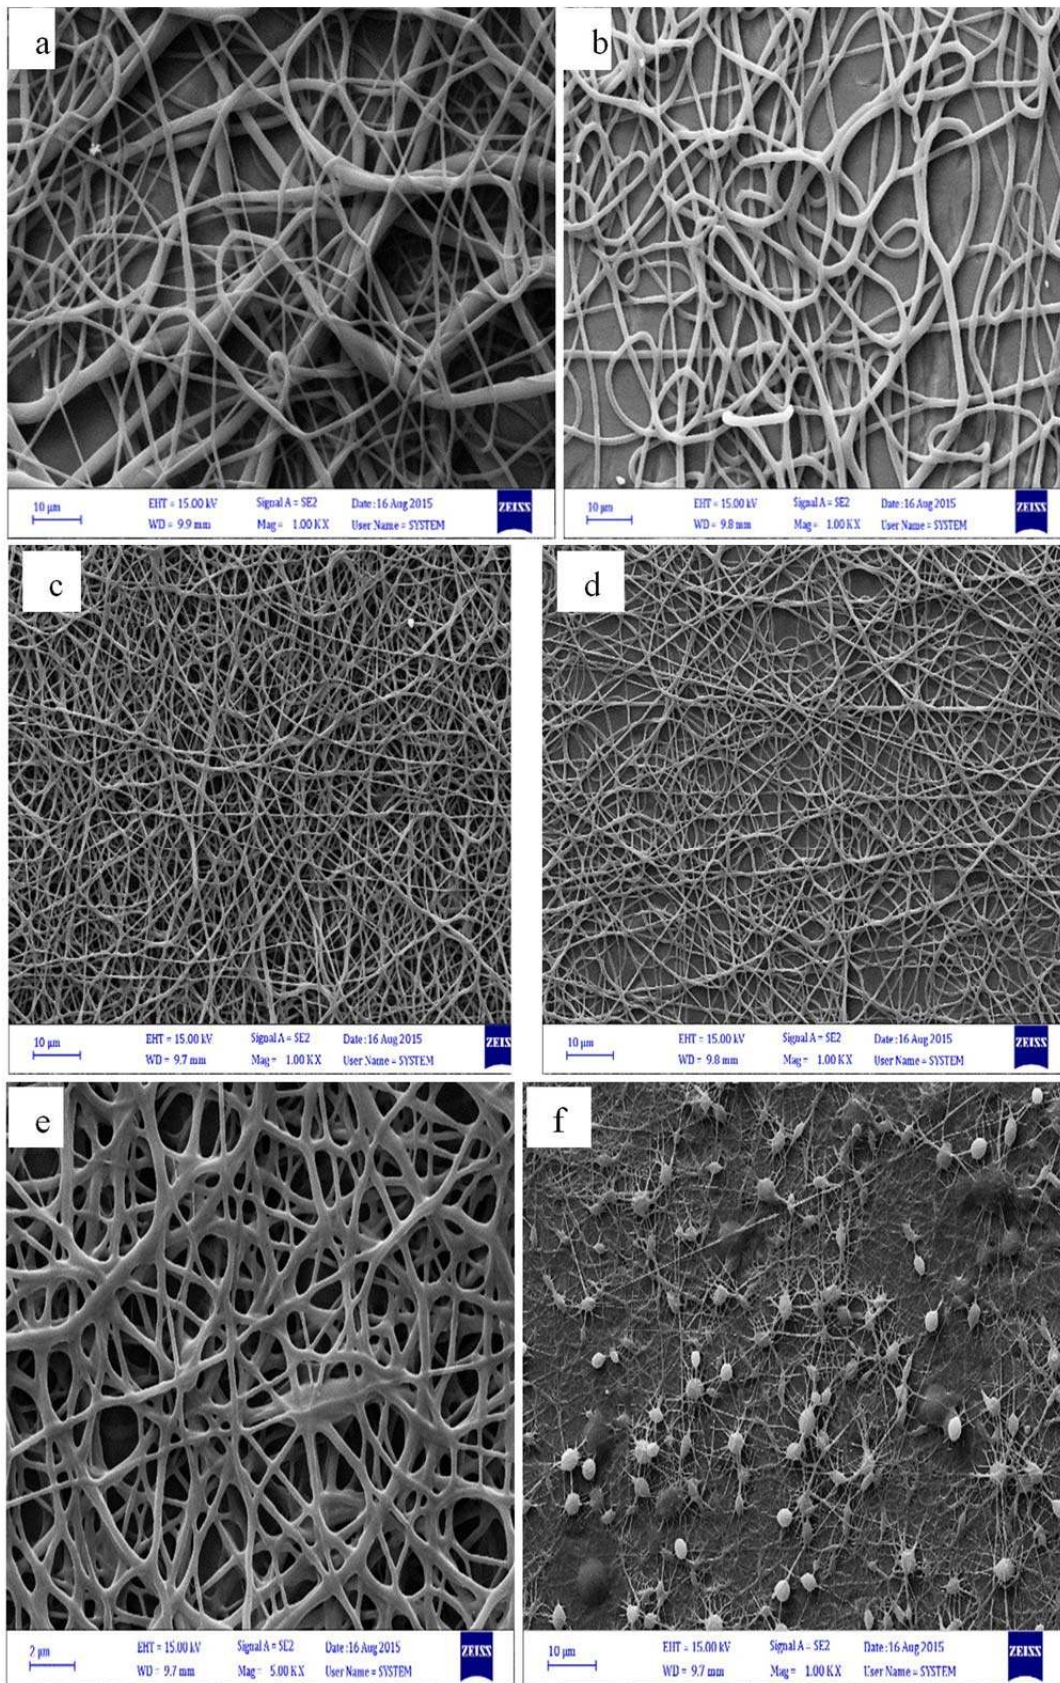 a
b
10 µm
EHT = 15.00 kV
Signal A = SE2
Date :16 Aug 2015
WD = 9.9 mm
Mag = 1.00 KX
User Name = SYSTEM
ZEISS
10 µm
EHT = 15.00 kV
Signal A = SE2
Date :16 Aug 2015
WD = 9.8 mm
Mag = 1.00 KX
User Name = SYSTEM
ZEISS
c
d
10 µm
EHT = 15.00 kV
Signal A = SE2
Date :16 Aug 2015
WD = 9.7 mm
Mag = 1.00 KX
User Name = SYSTEM
ZEISS
10 µm
EHT = 15.00 kV
Signal A = SE2
Date :16 Aug 2015
WD = 9.8 mm
Mag = 1.00 KX
User Name = SYSTEM
ZEISS
e
f
2 µm
EHT = 15.00 kV
Signal A = SE2
Date :16 Aug 2015
WD = 9.7 mm
Mag = 5.00 KX
User Name = SYSTEM
ZEISS
10 µm
EHT = 15.00 kV
Signal A = SE2
Date :16 Aug 2015
WD = 9.7 mm
Mag = 1.00 KX
User Name = SYSTEM
ZEISS